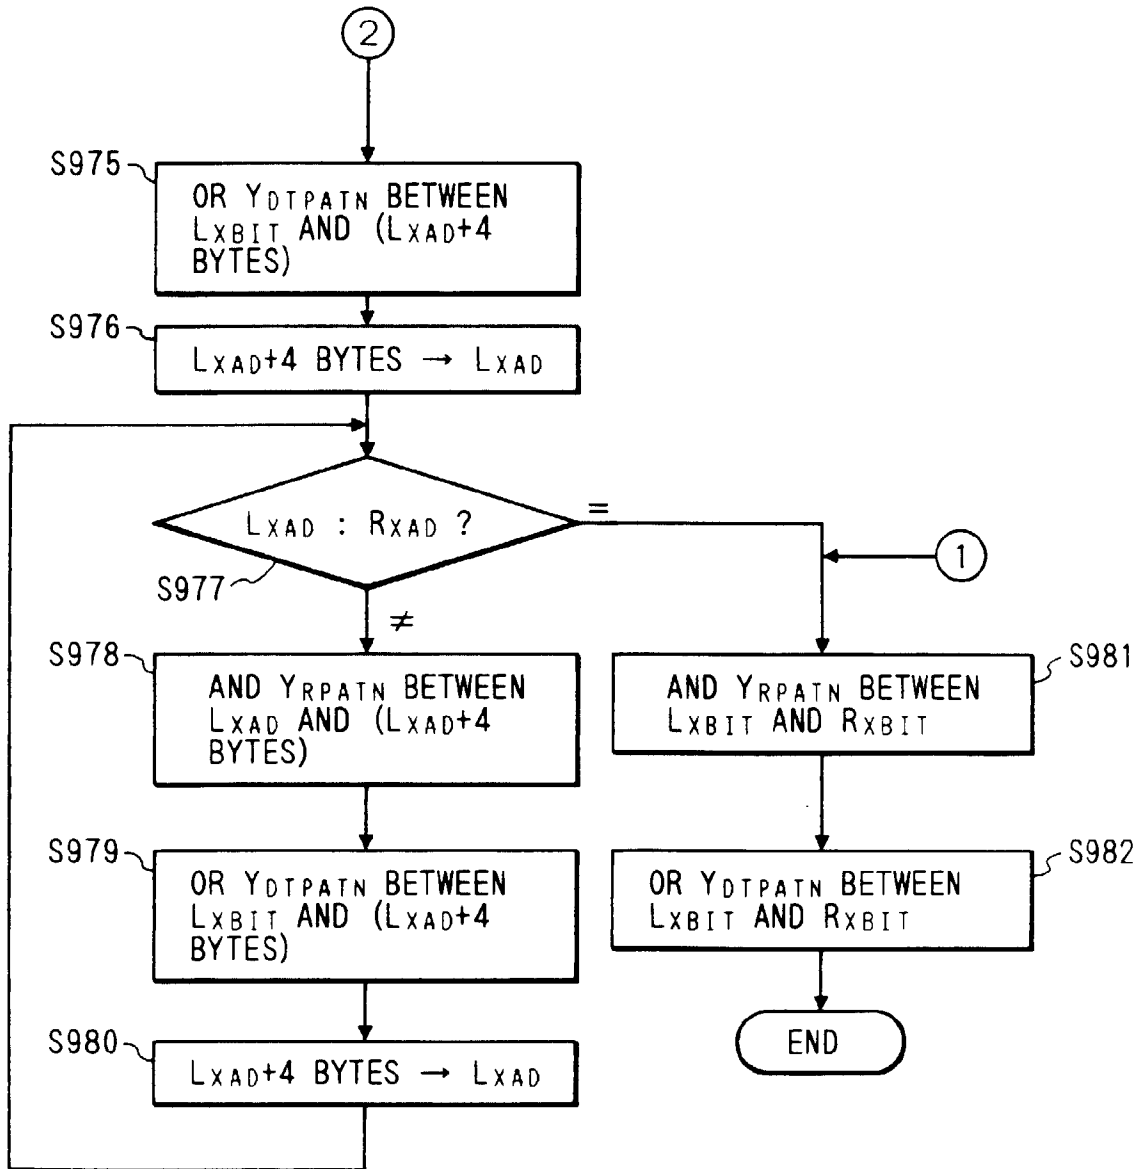 2
S975
OR YDTPATN BETWEEN
LXBIT AND (LXAD+4
BYTES)
S976
LXAD+4 BYTES → LXAD
LXAD : RXAD ?
=
S977
1
≠
S978
AND YRPATN BETWEEN
LXAD AND (LXAD+4
BYTES)
S981
AND YRPATN BETWEEN
LXBIT AND RXBIT
S979
OR YDTPATN BETWEEN
LXBIT AND (LXAD+4
BYTES)
S982
OR YDTPATN BETWEEN
LXBIT AND RXBIT
S980
LXAD+4 BYTES → LXAD
END